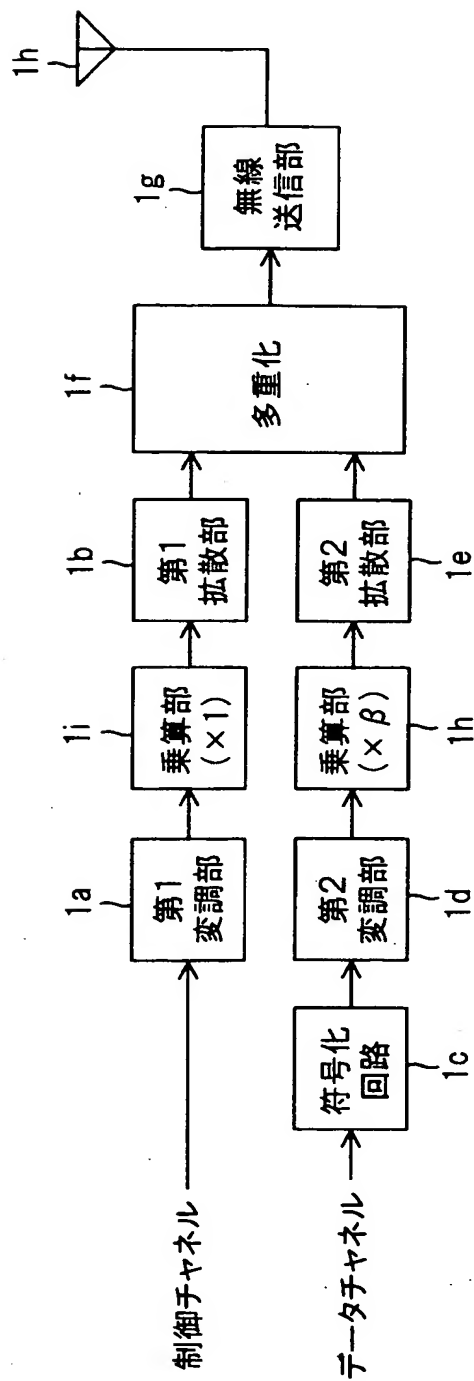 制御チャネル
1a
第1
変調部
1i
乗算部
(×1)
1b
第1
拡散部
データチャネル
符号化
回路
1c
第2
変調部
1d
乗算部
(×β)
1h
第2
拡散部
1e
1f
多重化
1g
無線
送信部
1h